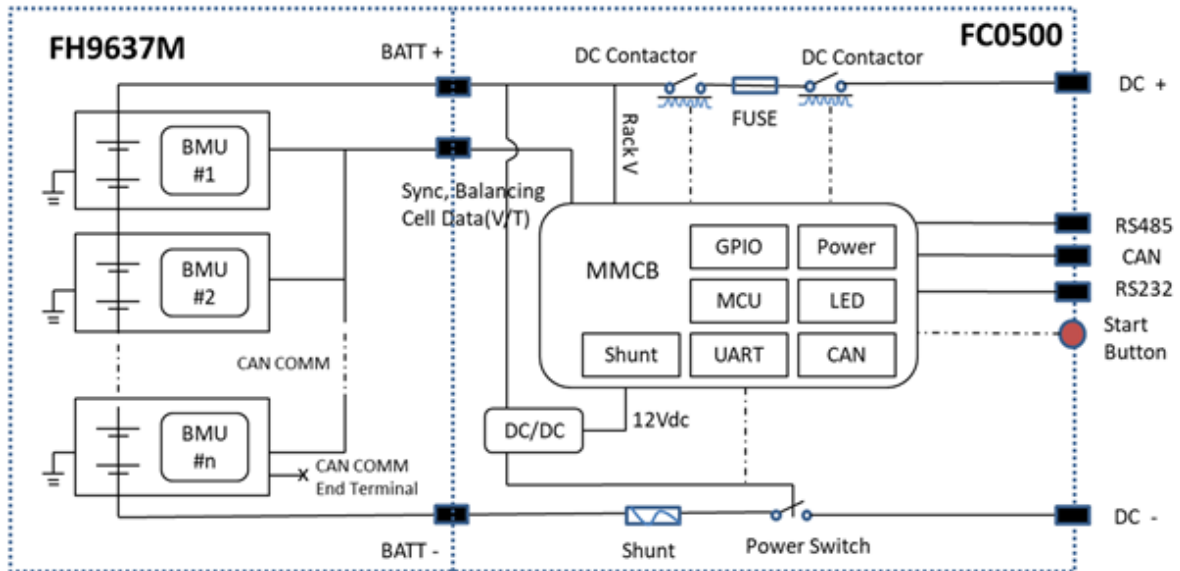 FH9637M
FC0500
BATT +
DC Contactor
DC Contactor
DC +
FUSE
BMU
#1
Rack V
Sync, Balancing
Cell Data(V/T)
RS485
CAN
RS232
Start
Button
MMCB
GPIO
Power
MCU
LED
Shunt
UART
CAN
BMU
#2
CAN COMM
BMU
#n
CAN COMM
End Terminal
DC/DC
12Vdc
BATT -
Shunt
Power Switch
DC -